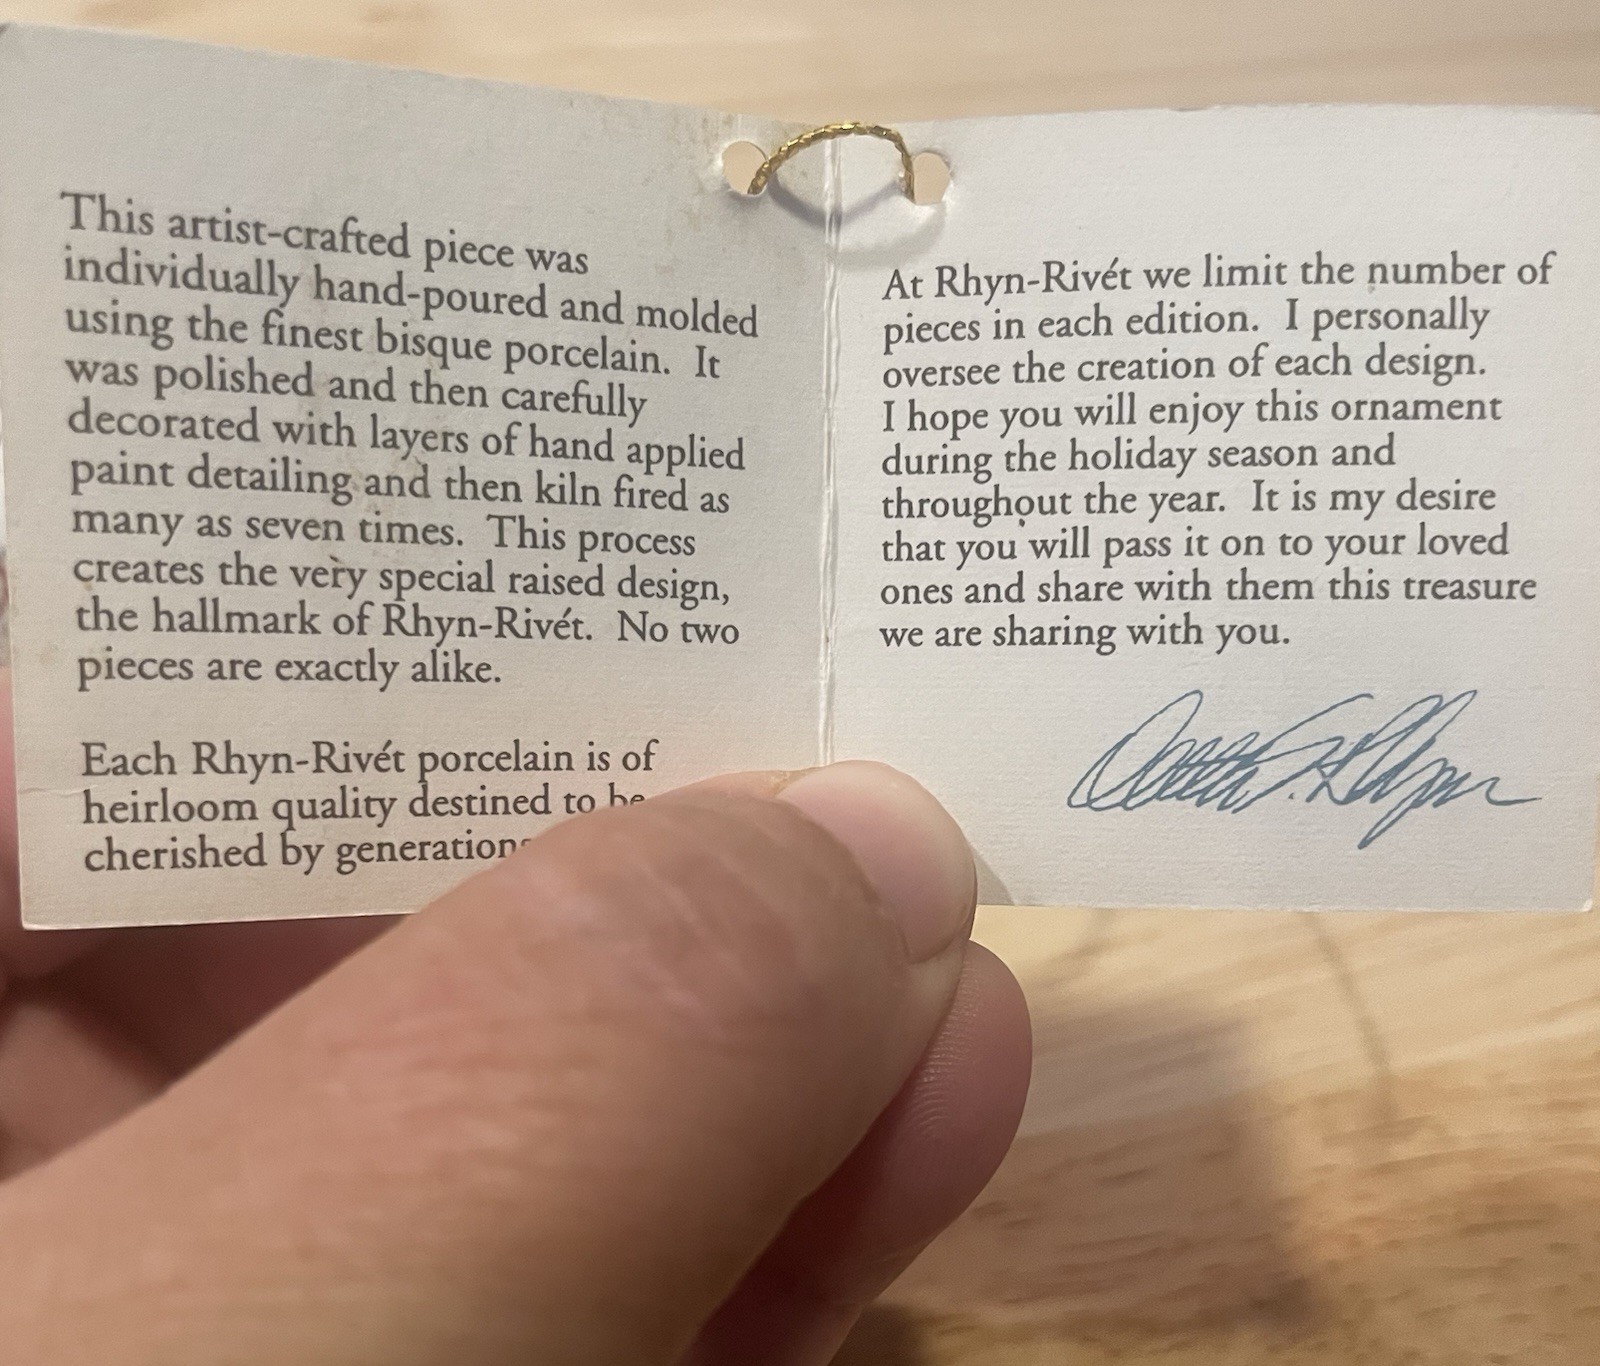 This artist-crafted piece was
individually hand-poured and molded
using the finest bisque porcelain. It
was polished and then carefully
decorated with layers of hand applied
paint detailing and then kiln fired as
many as seven times. This process
creates the very special raised design,
the hallmark of Rhyn-Rivét. No two
pieces are exactly alike.
Each Rhyn-Rivét porcelain is of
heirloom quality destined to be
cherished by generations
At Rhyn-Rivét we limit the number of
pieces in each edition. I personally
oversee the creation of each design.
I hope you will enjoy this ornament
during the holiday season and
throughout the year. It is my desire
that you will pass it on to your loved
ones and share with them this treasure
we are sharing with you.